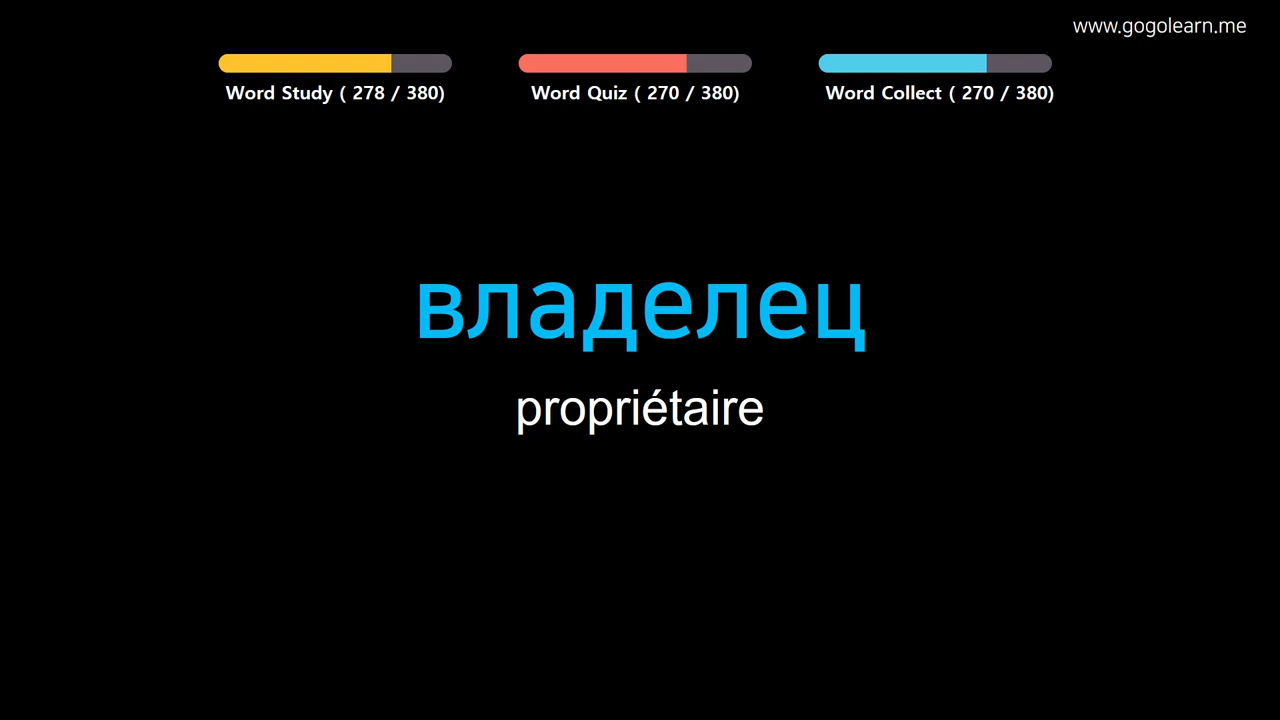 www.gogolearn.me
Word Study ( 278 / 380)
Word Quiz ( 270 / 380)
Word Collect ( 270 / 380)
владелец
propriétaire